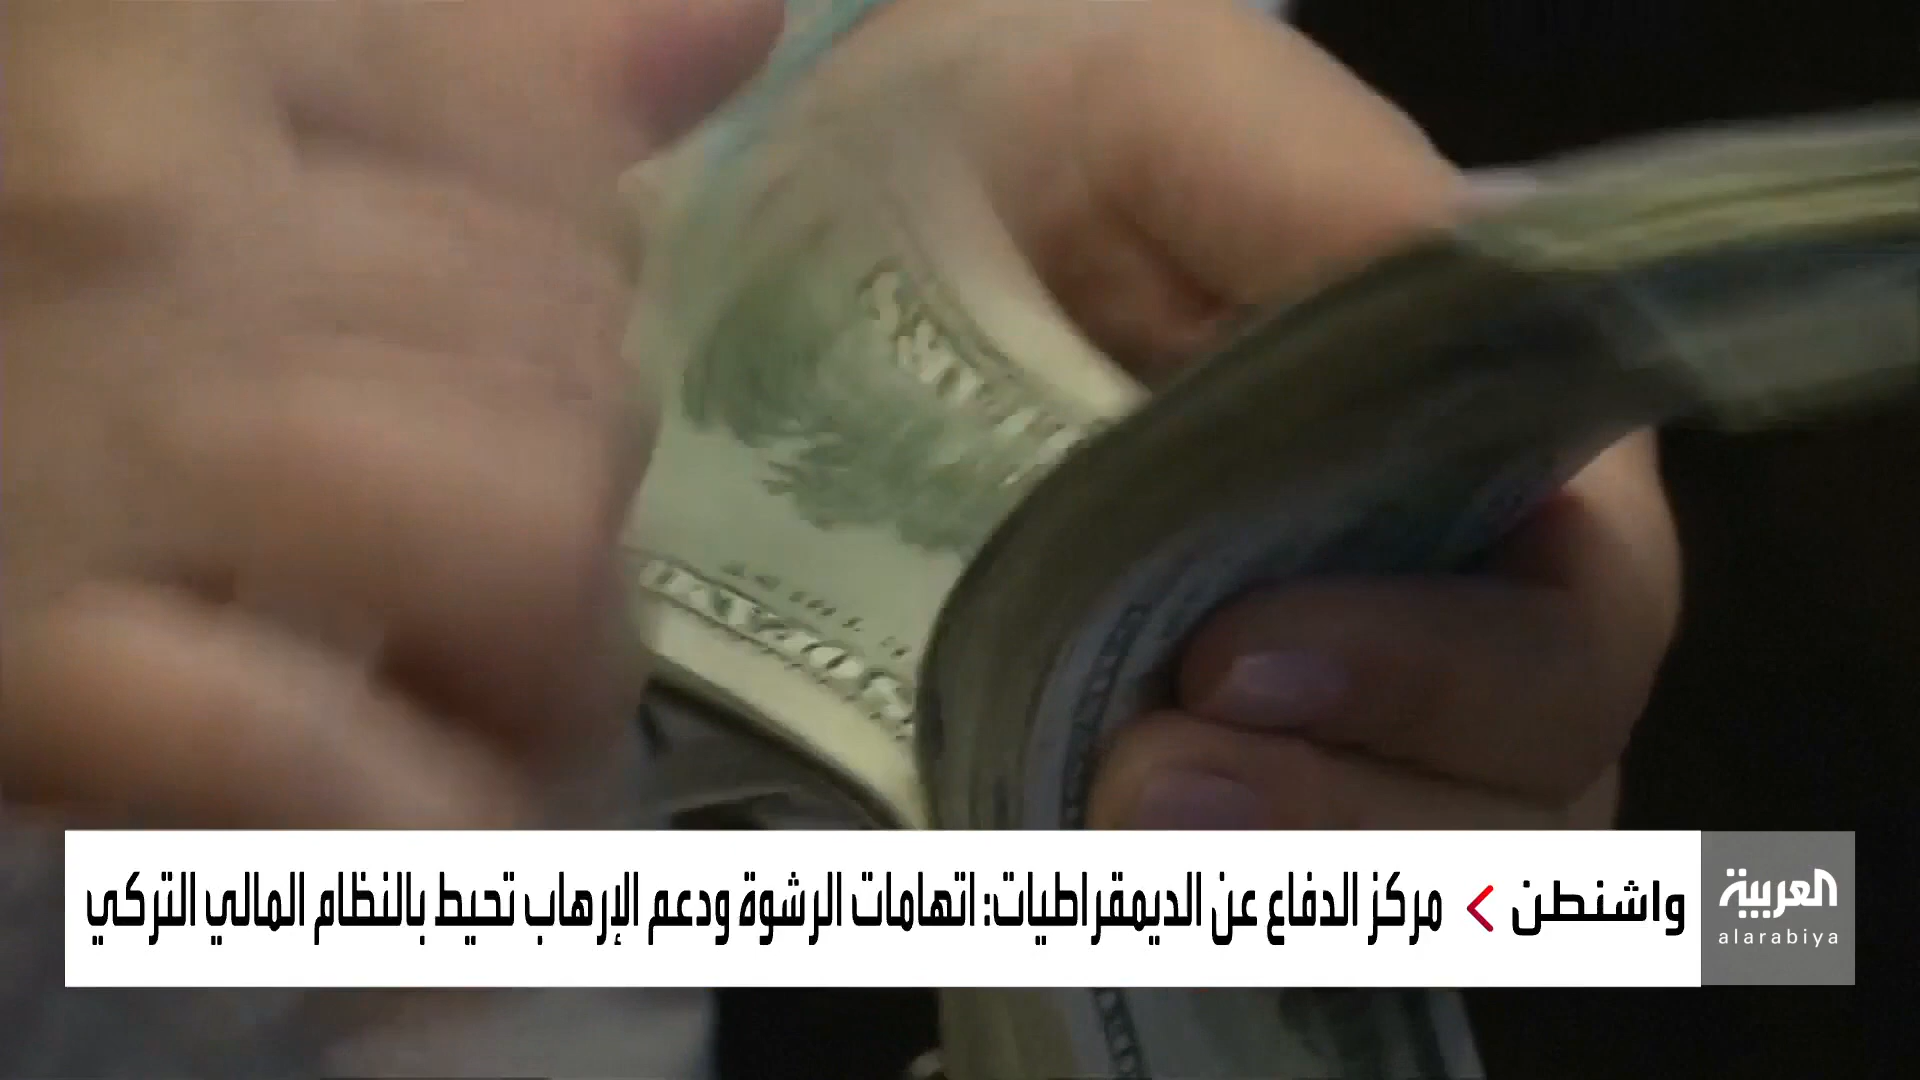 العربية
alarabiya
واشنطن > مركز الدفاع عن الديمقراطيات: اتهامات الرشوة ودعم الإرهاب تحيط بالنظام المالي التركي